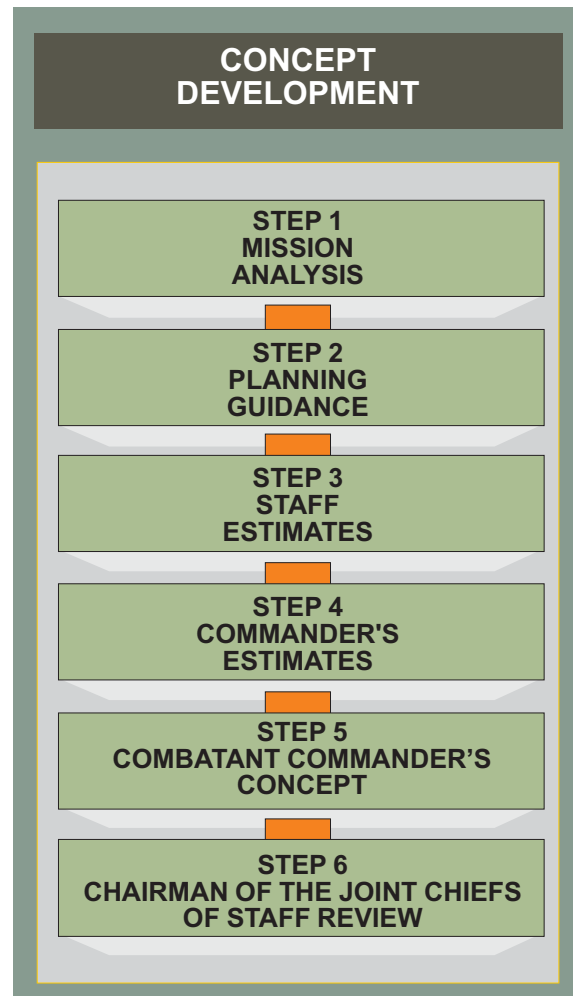 CONCEPT
DEVELOPMENT
STEP 1
MISSION
ANALYSIS
STEP 2
PLANNING
GUIDANCE
STEP 3
STAFF
ESTIMATES
STEP 4
COMMANDER'S
ESTIMATES
STEP 5
COMBATANT COMMANDER’S
CONCEPT
STEP 6
CHAIRMAN OF THE JOINT CHIEFS
OF STAFF REVIEW